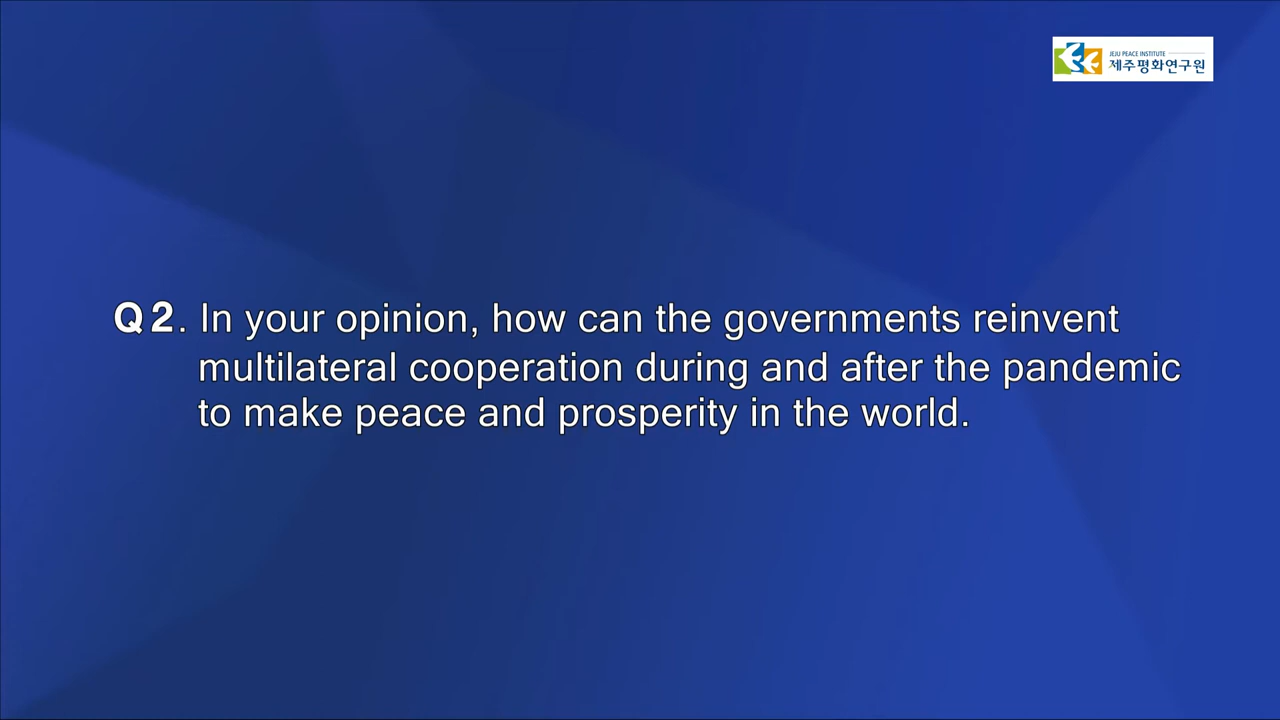 JEJU PEACE INSTITUTE
제주평화연구원
Q2. In your opinion, how can the governments reinvent
multilateral cooperation during and after the pandemic
to make peace and prosperity in the world.